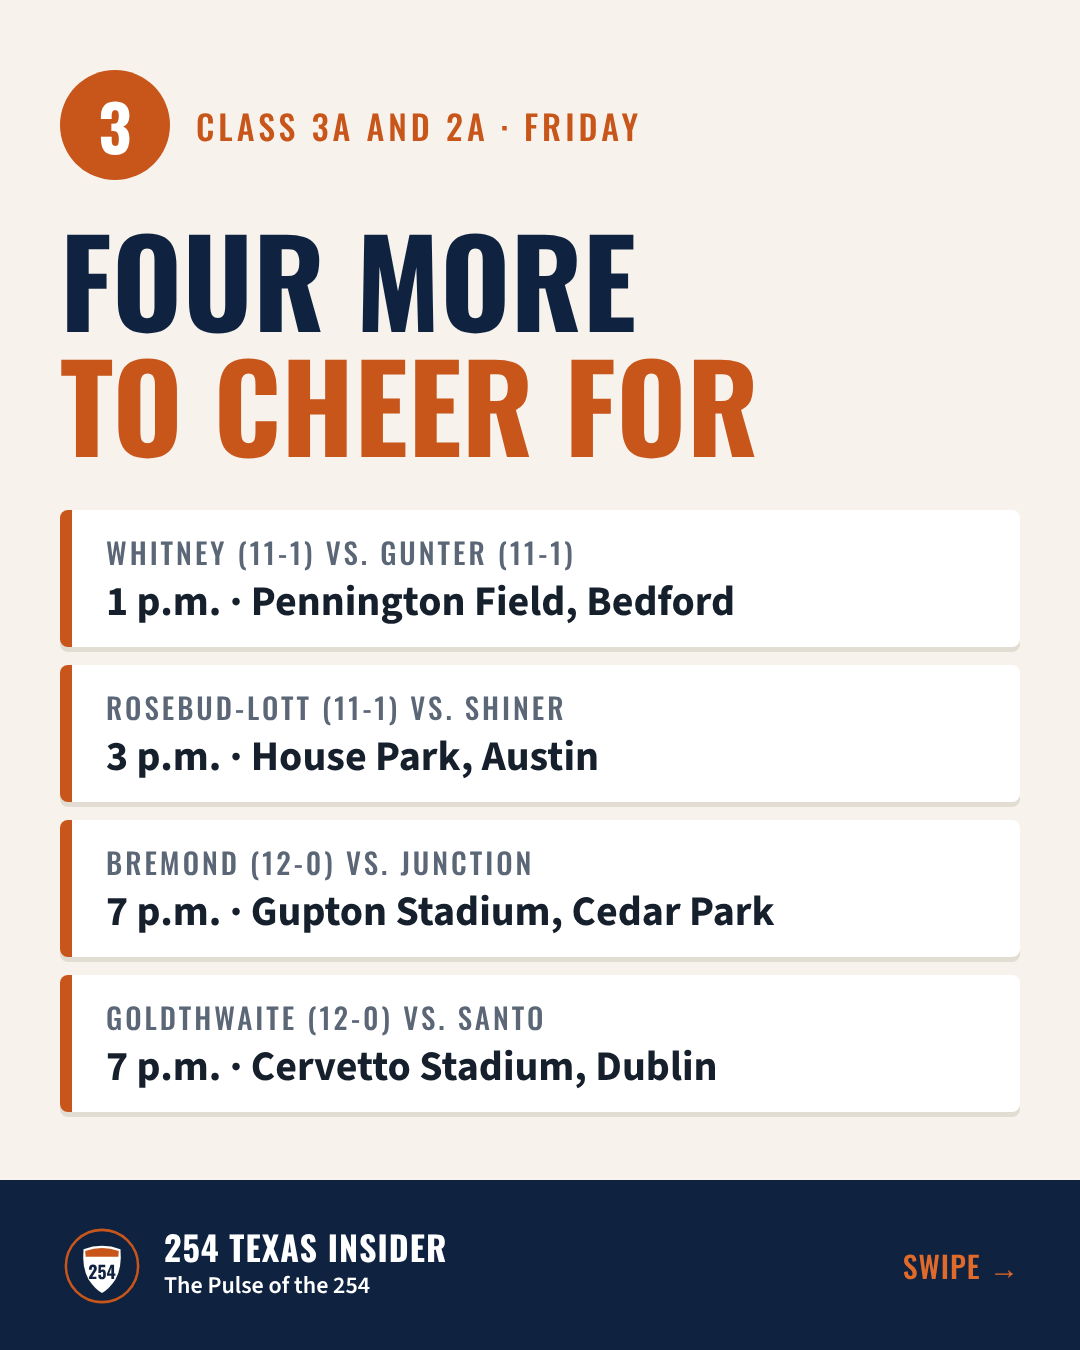 3
CLASS 3A AND 2A · FRIDAY
FOUR MORE
TO CHEER FOR
WHITNEY (11-1) VS. GUNTER (11-1)
1 p.m. · Pennington Field, Bedford
ROSEBUD-LOTT (11-1) VS. SHINER
3 p.m. · House Park, Austin
BREMOND (12-0) VS. JUNCTION
7 p.m. · Gupton Stadium, Cedar Park
GOLDTHWAITE (12-0) VS. SANTO
7 p.m. · Cervetto Stadium, Dublin
254
254 TEXAS INSIDER
The Pulse of the 254
SWIPE →